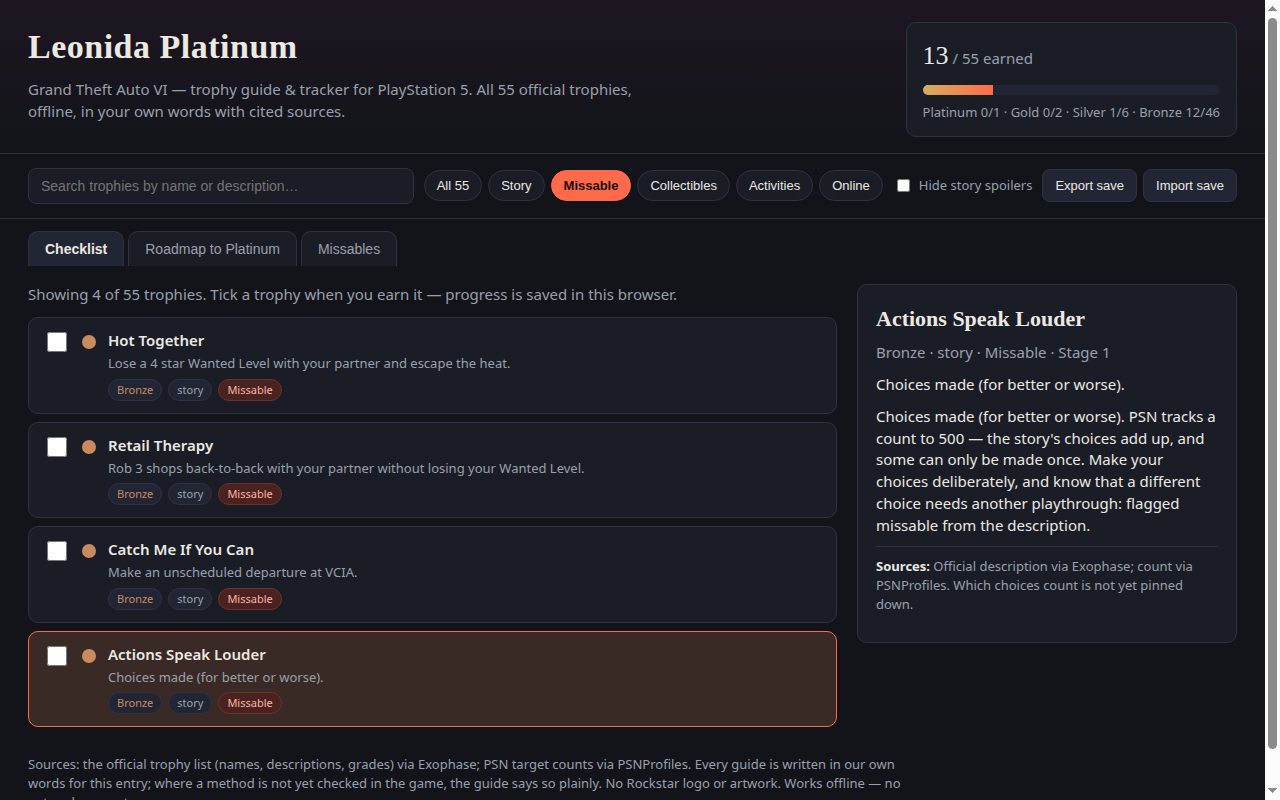 Leonida Platinum
Grand Theft Auto VI — trophy guide & tracker for PlayStation 5. All 55 official trophies,
offline, in your own words with cited sources.
13 / 55 earned
Platinum 0/1 · Gold 0/2 · Silver 1/6 · Bronze 12/46
Search trophies by name or description…
All 55
Story
Missable
Collectibles
Activities
Online
Hide story spoilers
Export save
Import save
Checklist
Roadmap to Platinum
Missables
Showing 4 of 55 trophies. Tick a trophy when you earn it — progress is saved in this browser.
Hot Together
Lose a 4 star Wanted Level with your partner and escape the heat.
Bronze story Missable
Retail Therapy
Rob 3 shops back-to-back with your partner without losing your Wanted Level.
Bronze story Missable
Catch Me If You Can
Make an unscheduled departure at VCIA.
Bronze story Missable
Actions Speak Louder
Choices made (for better or worse).
Bronze story Missable
Actions Speak Louder
Bronze · story · Missable · Stage 1
Choices made (for better or worse).
Choices made (for better or worse). PSN tracks a
count to 500 — the story's choices add up, and
some can only be made once. Make your
choices deliberately, and know that a different
choice needs another playthrough: flagged
missable from the description.
Sources: Official description via Exophase; count via
PSNProfiles. Which choices count is not yet pinned
down.
Sources: the official trophy list (names, descriptions, grades) via Exophase; PSN target counts via PSNProfiles. Every guide is written in our own
words for this entry; where a method is not yet checked in the game, the guide says so plainly. No Rockstar logo or artwork. Works offline — no